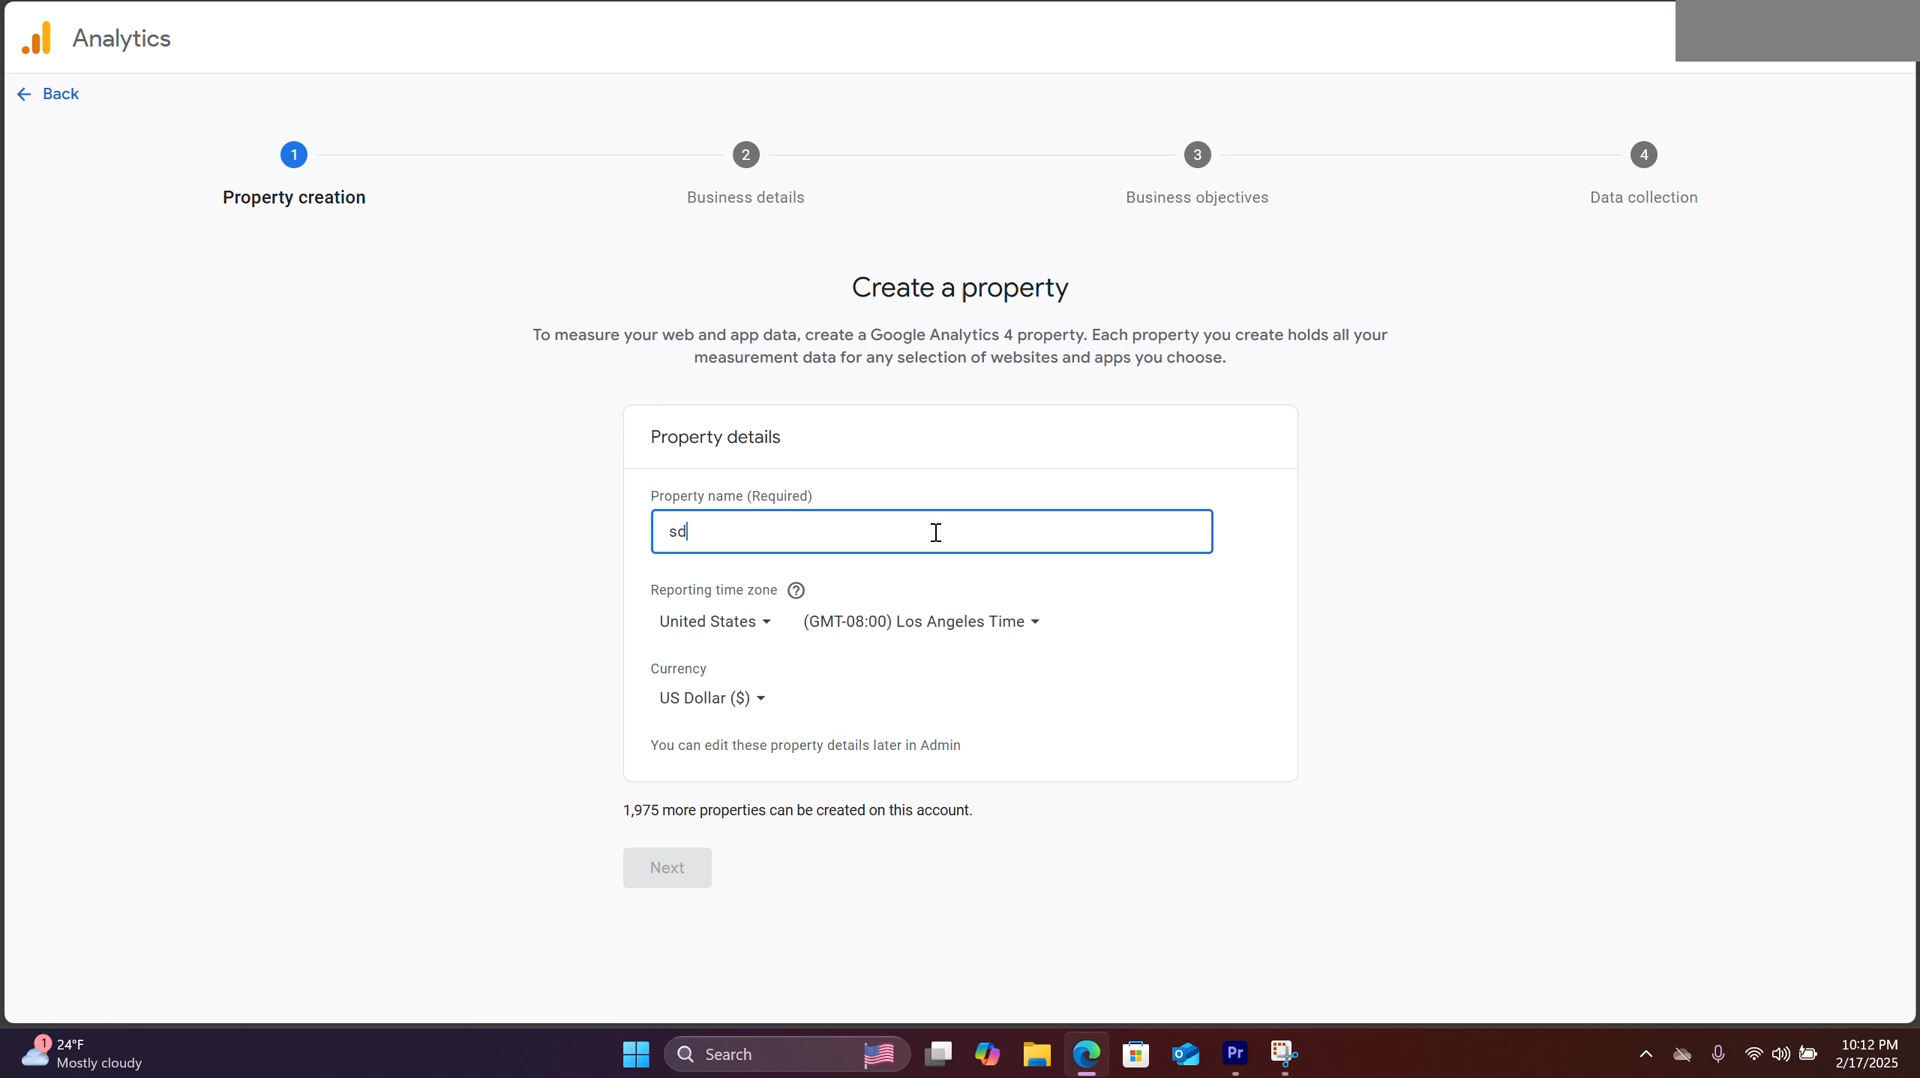 Analytics
Back
1
2
3
4
Property creation
Business details
Business objectives
Data collection
Create a property
To measure your web and app data, create a Google Analytics 4 property. Each property you create holds all your
measurement data for any selection of websites and apps you choose.
Property details
Property name (Required)
sd
Reporting time zone ?
United States (GMT-08:00) Los Angeles Time
Currency
US Dollar ($)
You can edit these property details later in Admin
1,975 more properties can be created on this account.
Next
1
24°F
Mostly cloudy
Search
Pr
10:12 PM
2/17/2025